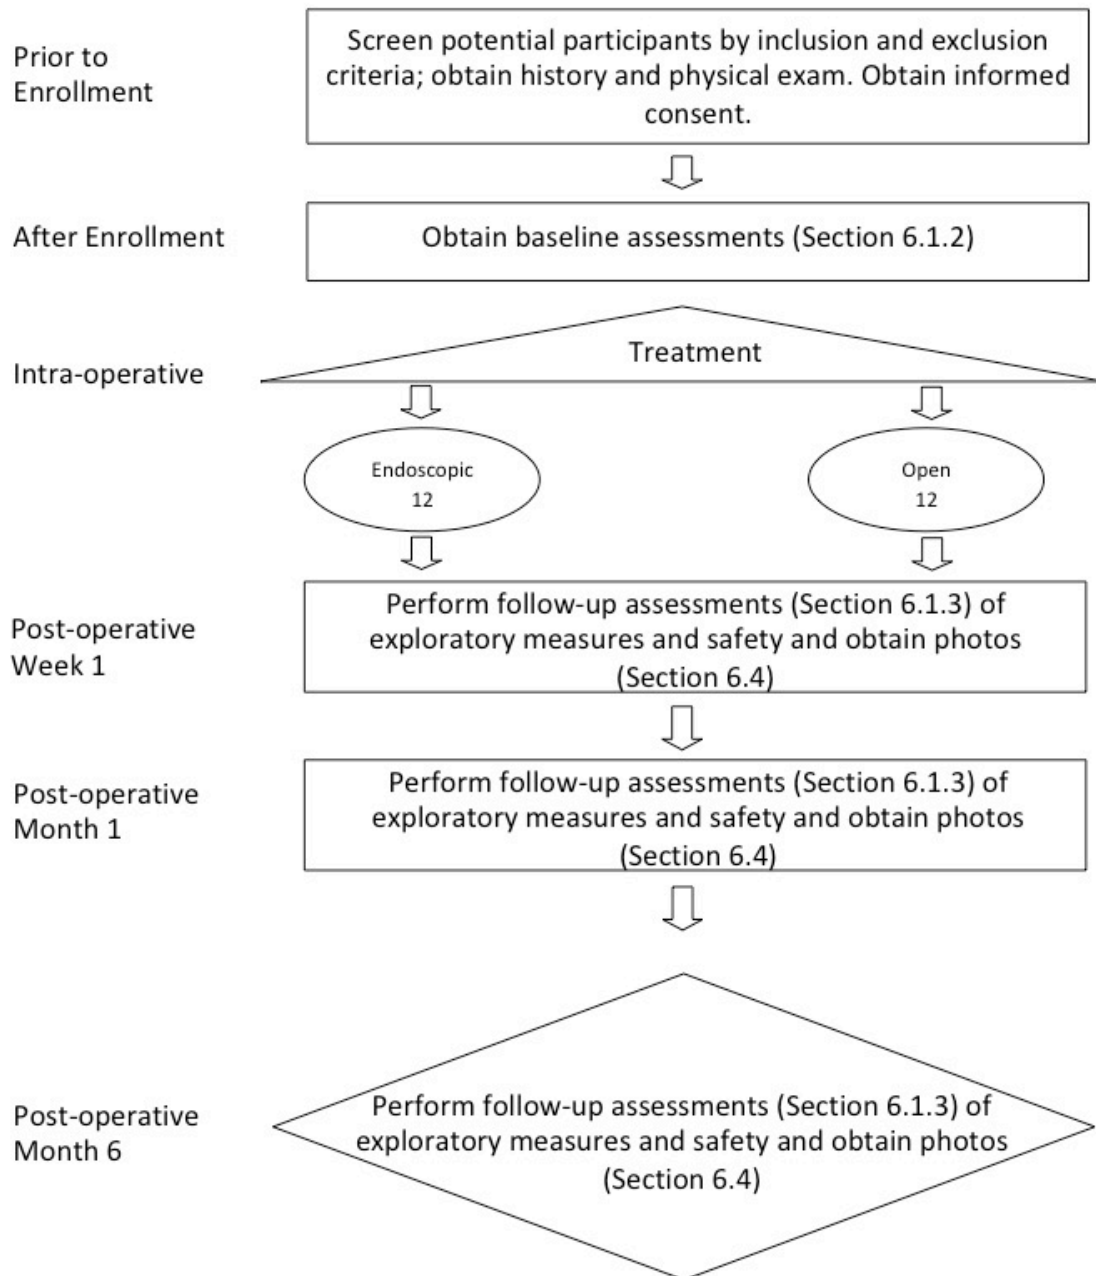 Prior to
Enrollment
Screen potential participants by inclusion and exclusion
criteria; obtain history and physical exam. Obtain informed
consent.
After Enrollment
Obtain baseline assessments (Section 6.1.2)
Intra-operative
Treatment
Endoscopic
12
Open
12
Post-operative
Week 1
Perform follow-up assessments (Section 6.1.3) of
exploratory measures and safety and obtain photos
(Section 6.4)
Post-operative
Month 1
Perform follow-up assessments (Section 6.1.3) of
exploratory measures and safety and obtain photos
(Section 6.4)
Post-operative
Month 6
Perform follow-up assessments (Section 6.1.3) of
exploratory measures and safety and obtain photos
(Section 6.4)